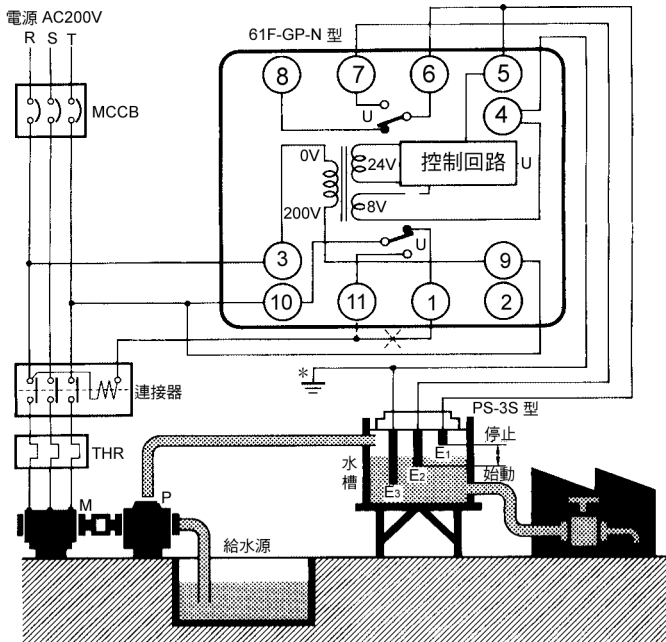 電源 AC200V
R S T
61F-GP-N 型
MCCB
8
7
6
5
4
U
0V
24V
控制回路
U
200V
8V
3
U
9
10
11
1
2
連接器
*
PS-3S 型
THR
水槽
停止
E1
始動
E2
E3
M
P
給水源